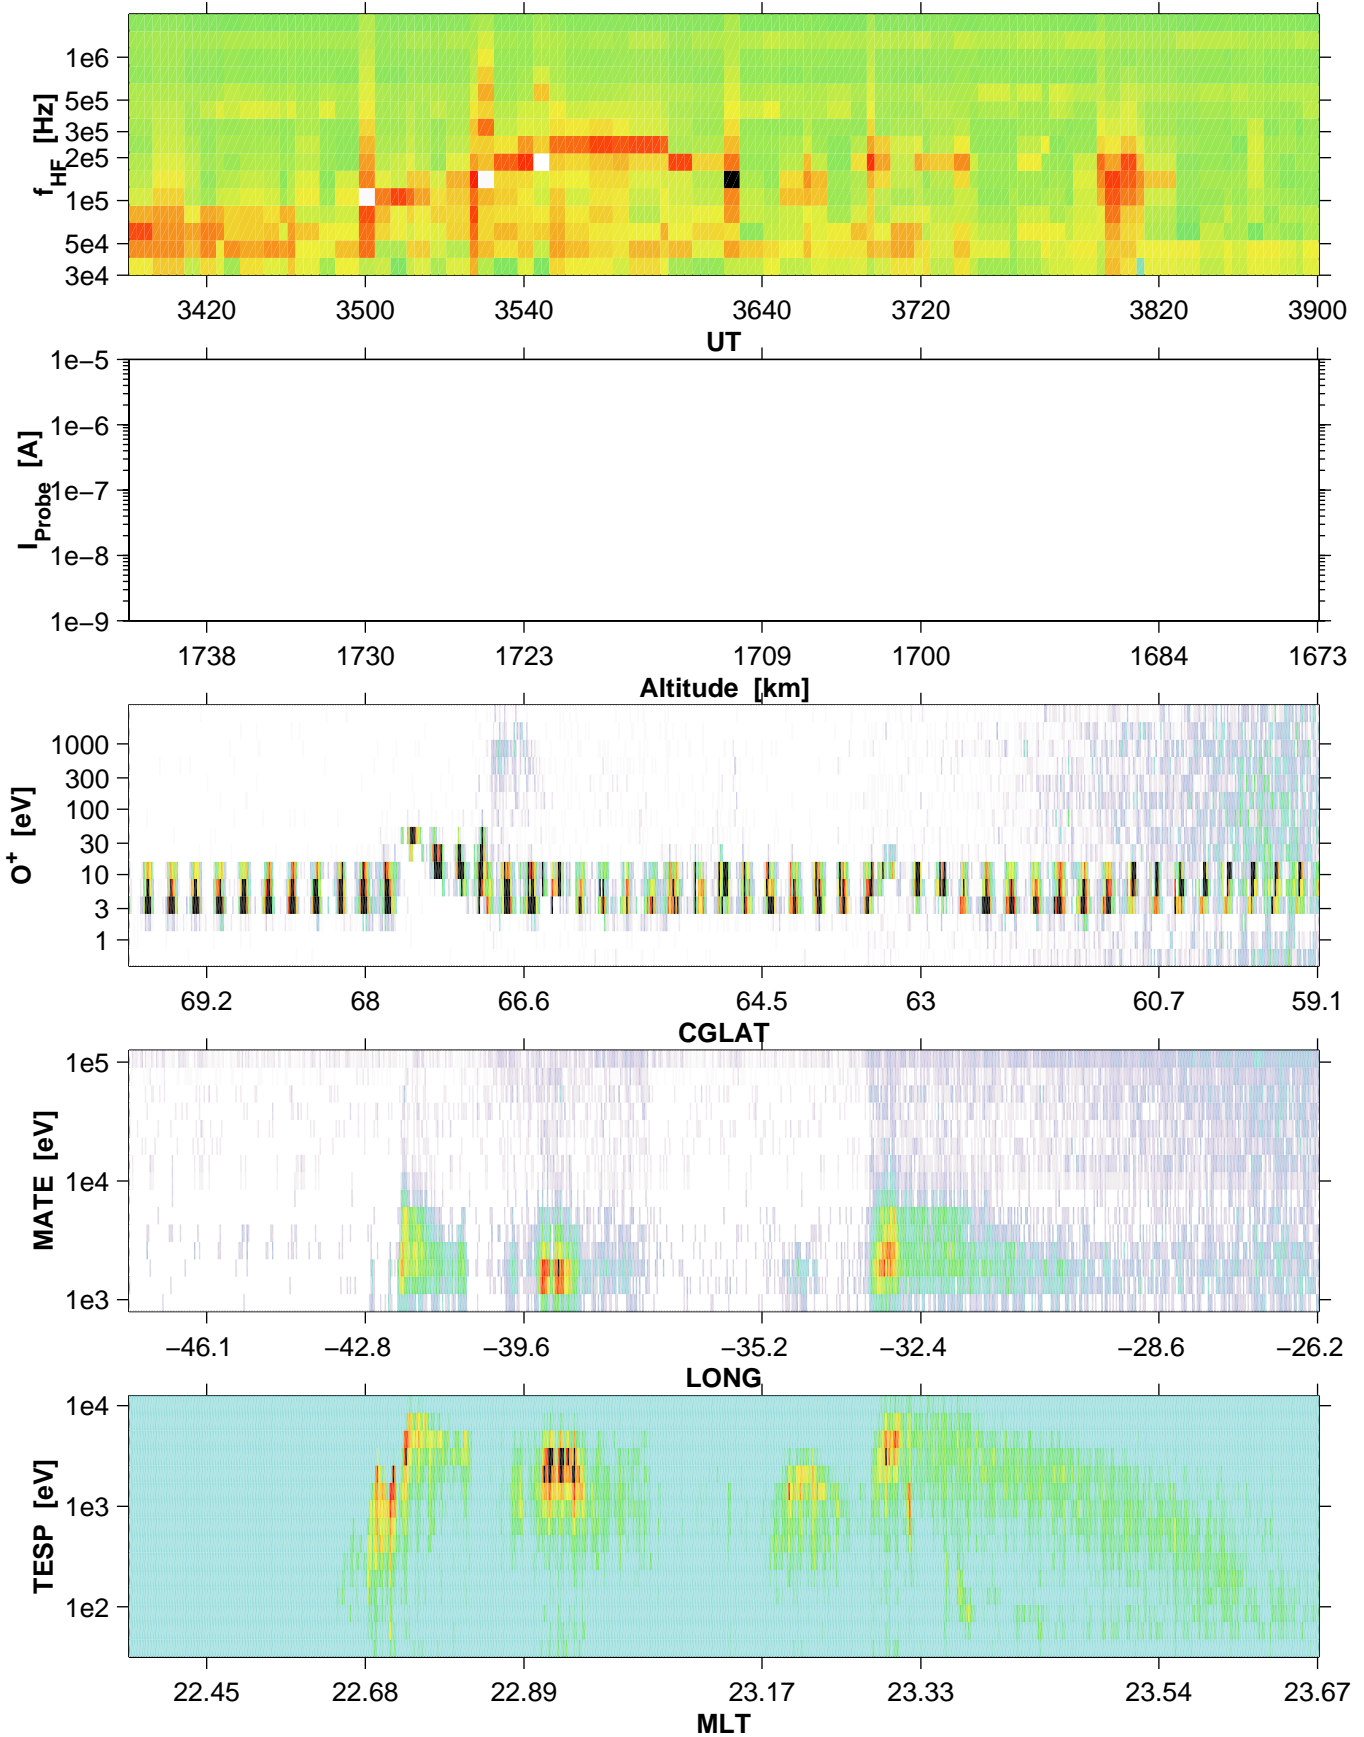 f_HF [Hz]
1e6
5e5
3e5
2e5
1e5
5e4
3e4
3420 3500 3540 3640 3720 3820 3900
UT
I_Probe [A]
1e−5
1e−6
1e−7
1e−8
1e−9
1738 1730 1723 1709 1700 1684 1673
Altitude [km]
O⁺ [eV]
1000
300
100
30
10
3
1
69.2 68 66.6 64.5 63 60.7 59.1
CGLAT
MATE [eV]
1e5
1e4
1e3
−46.1 −42.8 −39.6 −35.2 −32.4 −28.6 −26.2
LONG
TESP [eV]
1e4
1e3
1e2
22.45 22.68 22.89 23.17 23.33 23.54 23.67
MLT